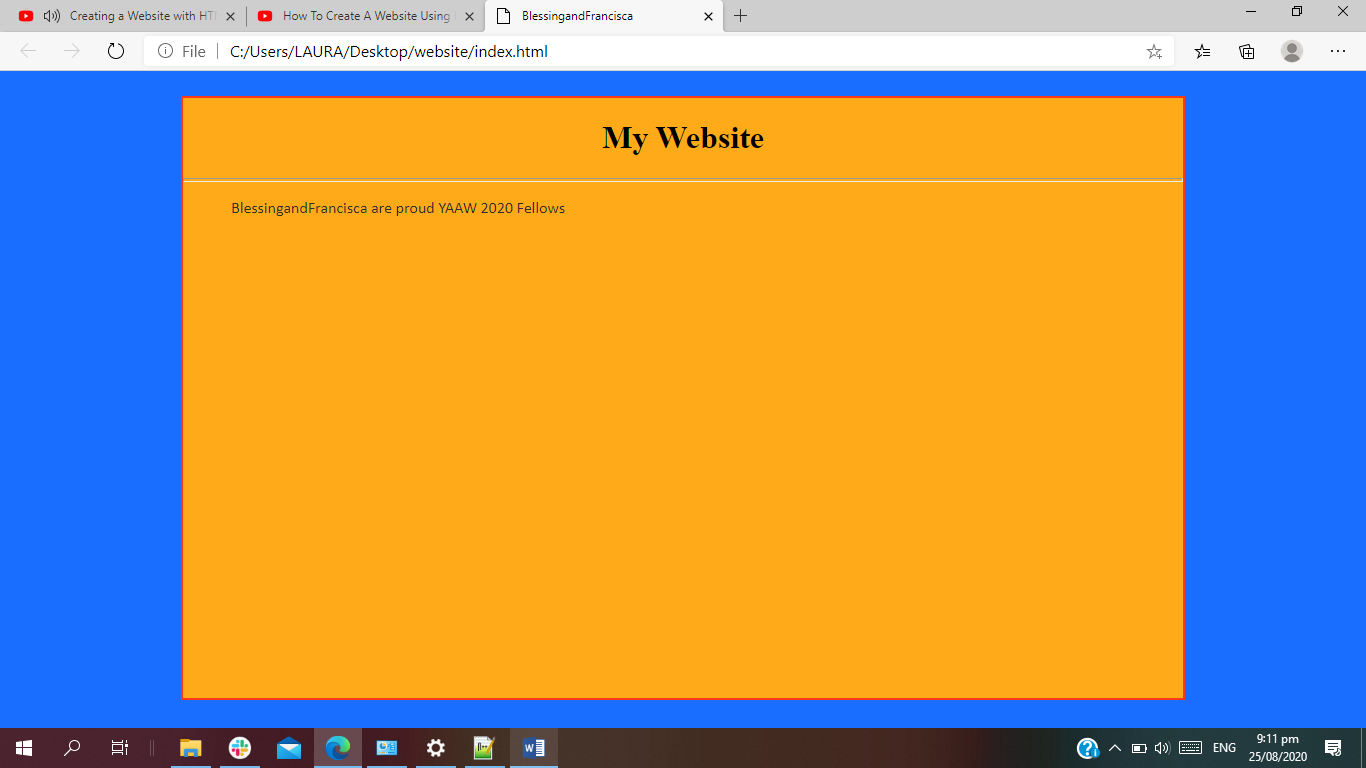 Creating a Website with HT
How To Create A Website Using
BlessingandFrancisca
File
C:/Users/LAURA/Desktop/website/index.html
My Website
BlessingandFrancisca are proud YAAW 2020 Fellows
ENG
9:11 pm
25/08/2020